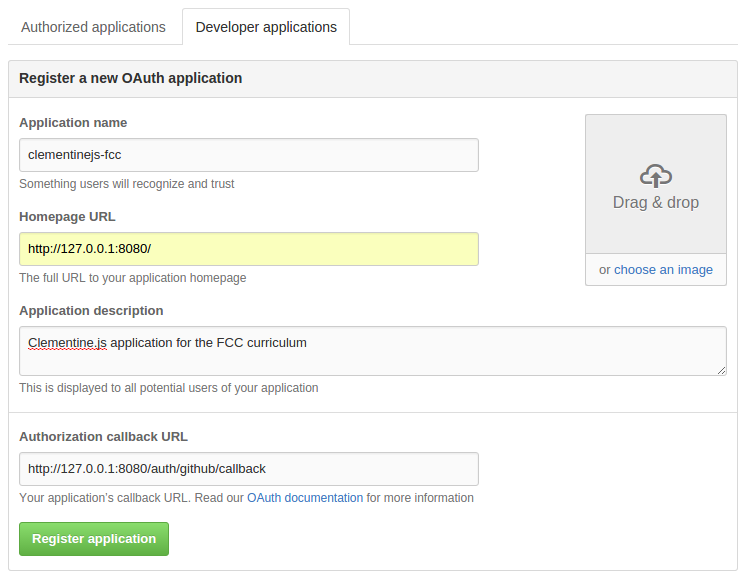 Authorized applications
Developer applications
Register a new OAuth application
Application name
clementinejs-fcc
Something users will recognize and trust
Drag & drop
or choose an image
Homepage URL
http://127.0.0.1:8080/
The full URL to your application homepage
Application description
Clementine.js application for the FCC curriculum
This is displayed to all potential users of your application
Authorization callback URL
http://127.0.0.1:8080/auth/github/callback
Your application's callback URL. Read our OAuth documentation for more information
Register application